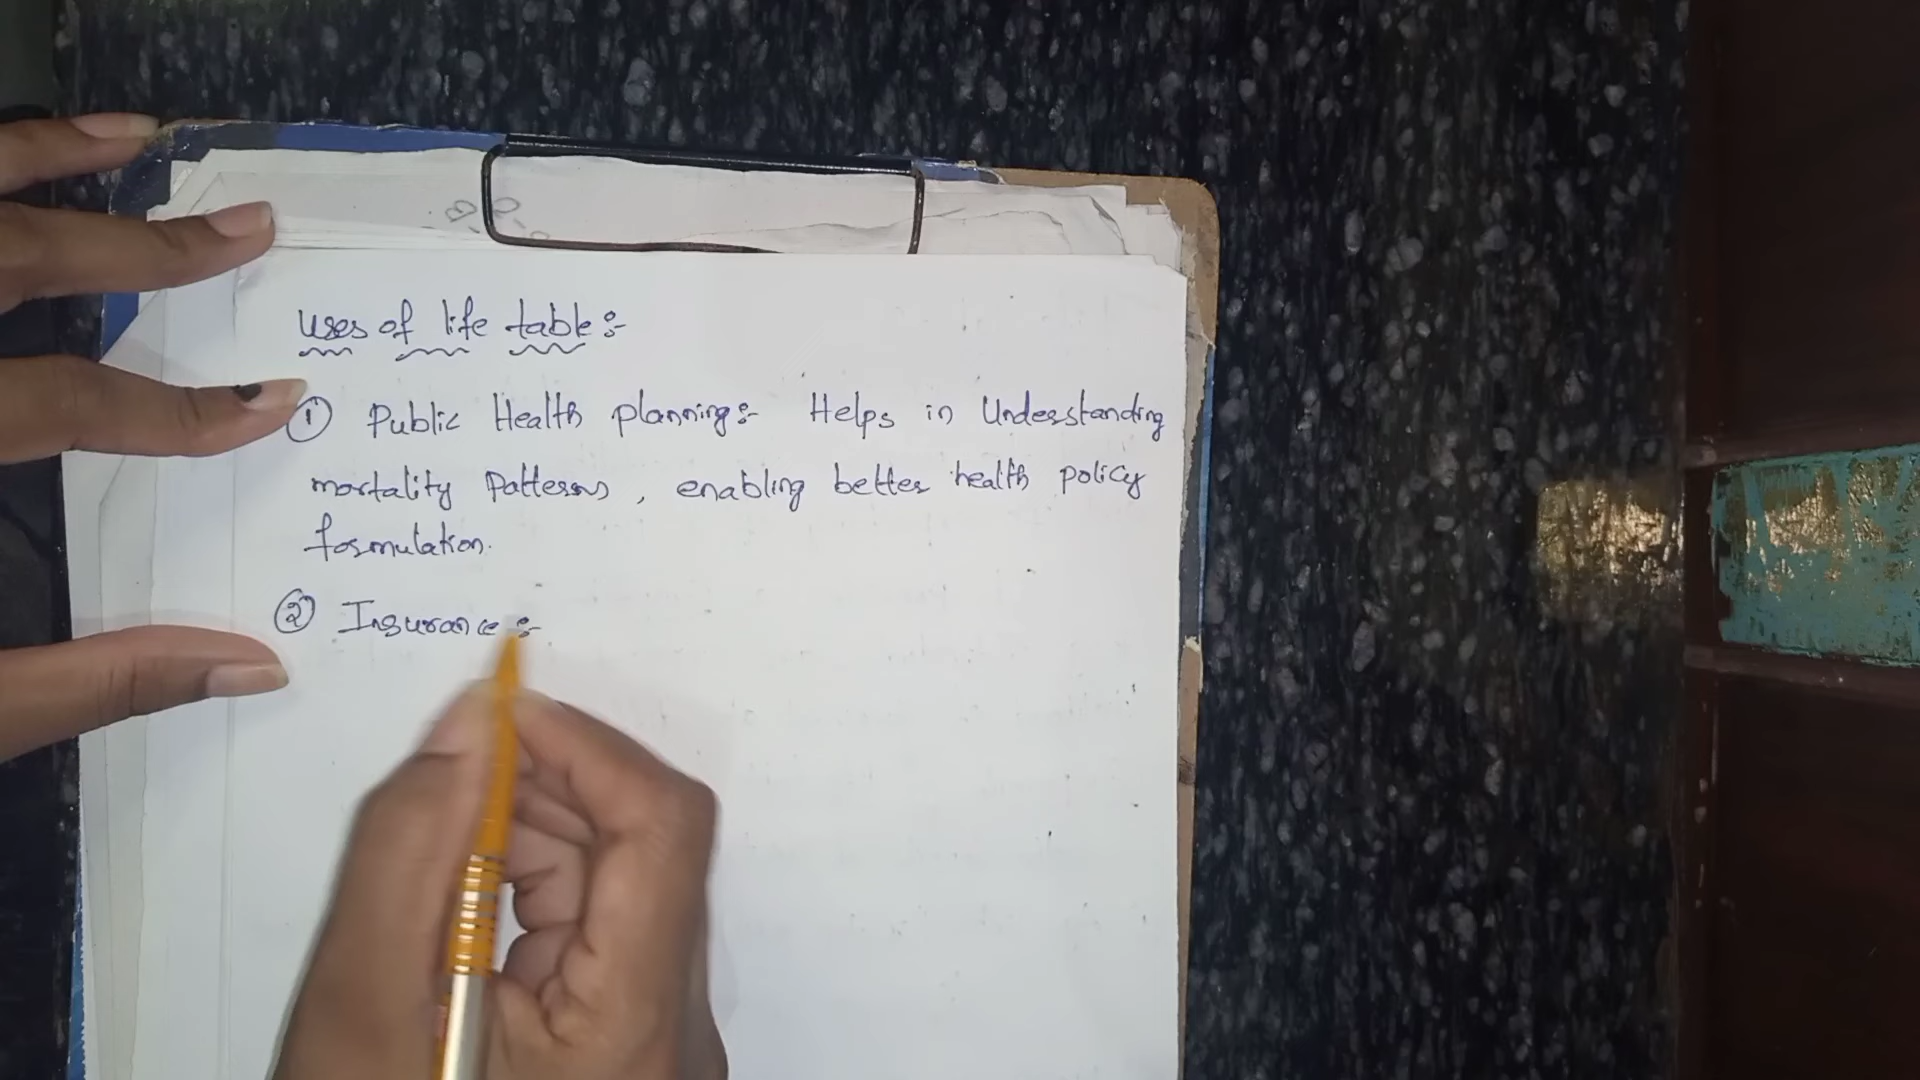 Uses of life table:-
① Public Health planning:- Helps in Understanding
mortality Patterns, enabling better health policy
formulation.
② Insurance:-